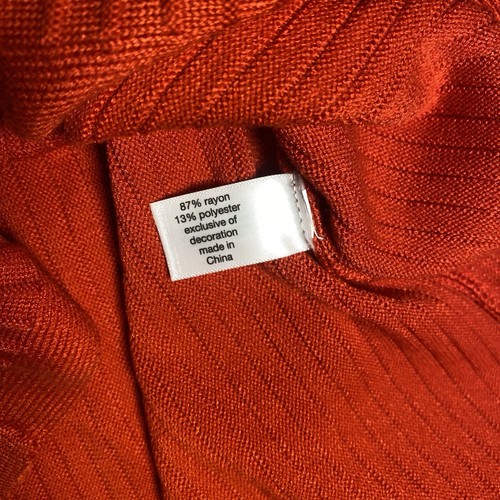 87% rayon
13% polyester
exclusive of
decoration
made in
China